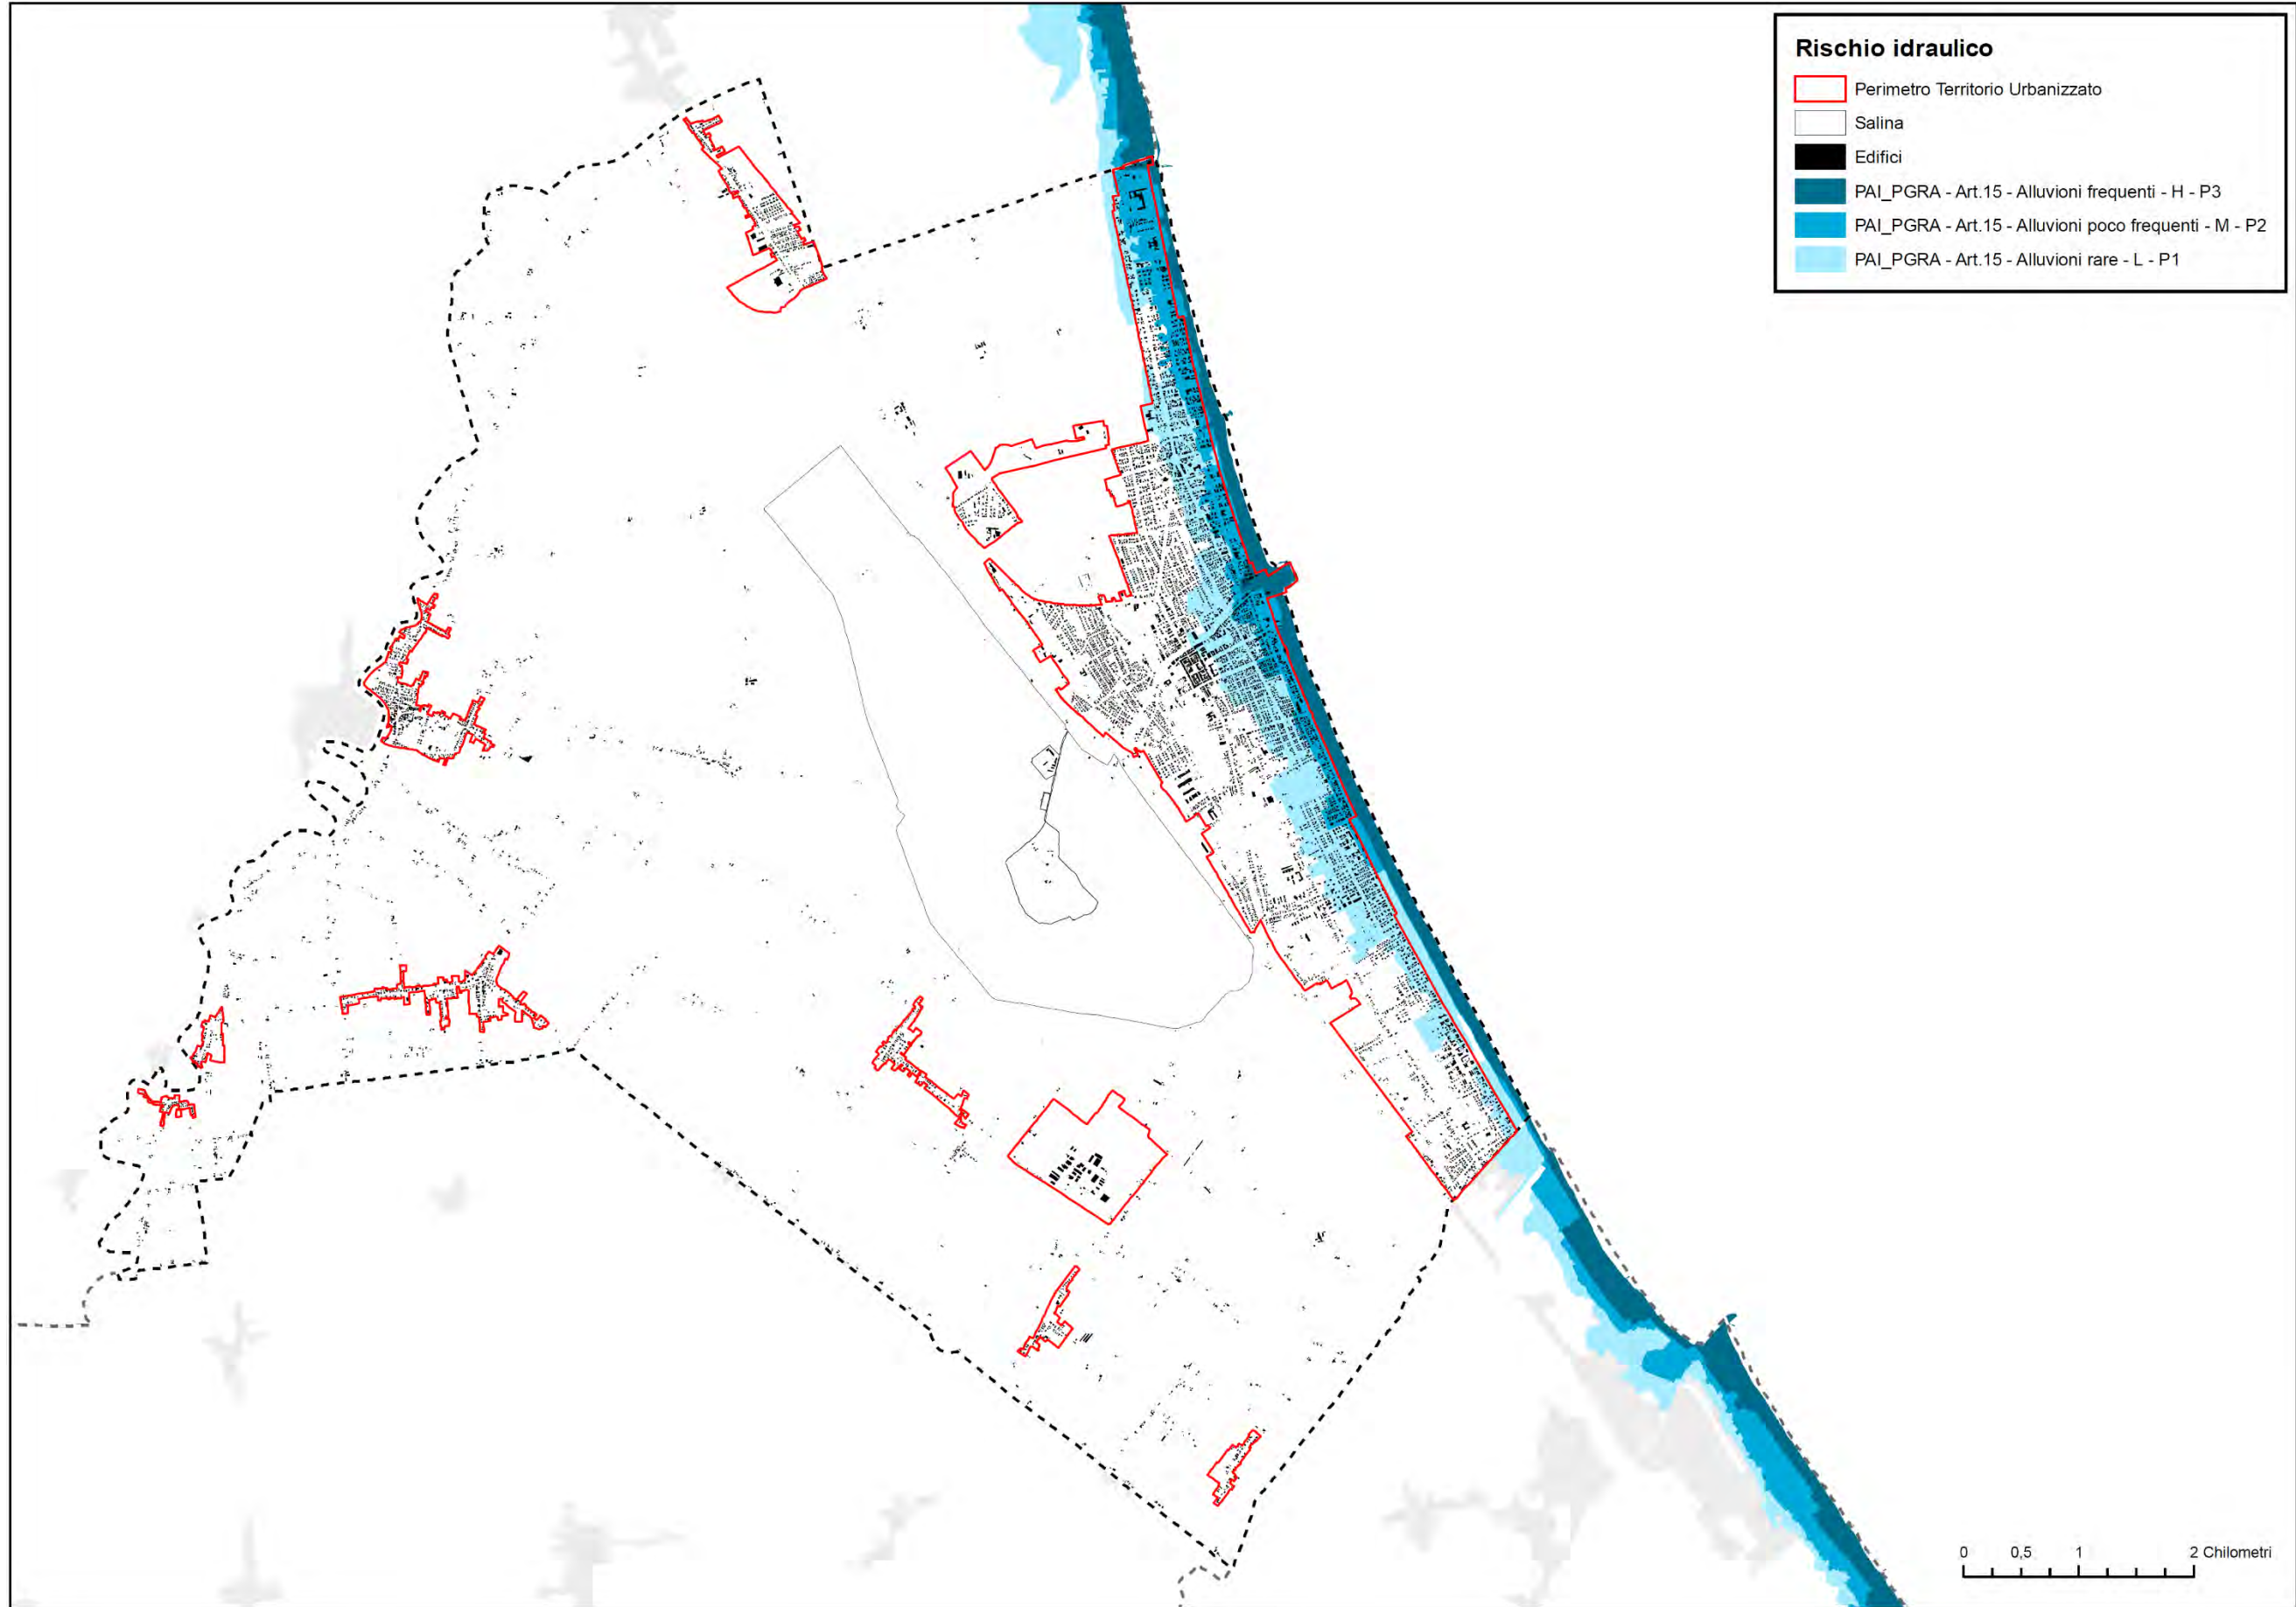 Rischio idraulico
Perimetro Territorio Urbanizzato
Salina
Edifici
PAI_PGRA - Art.15 - Alluvioni frequenti - H - P3
PAI_PGRA - Art.15 - Alluvioni poco frequenti - M - P2
PAI_PGRA - Art.15 - Alluvioni rare - L - P1
0 0,5 1 2 Chilometri